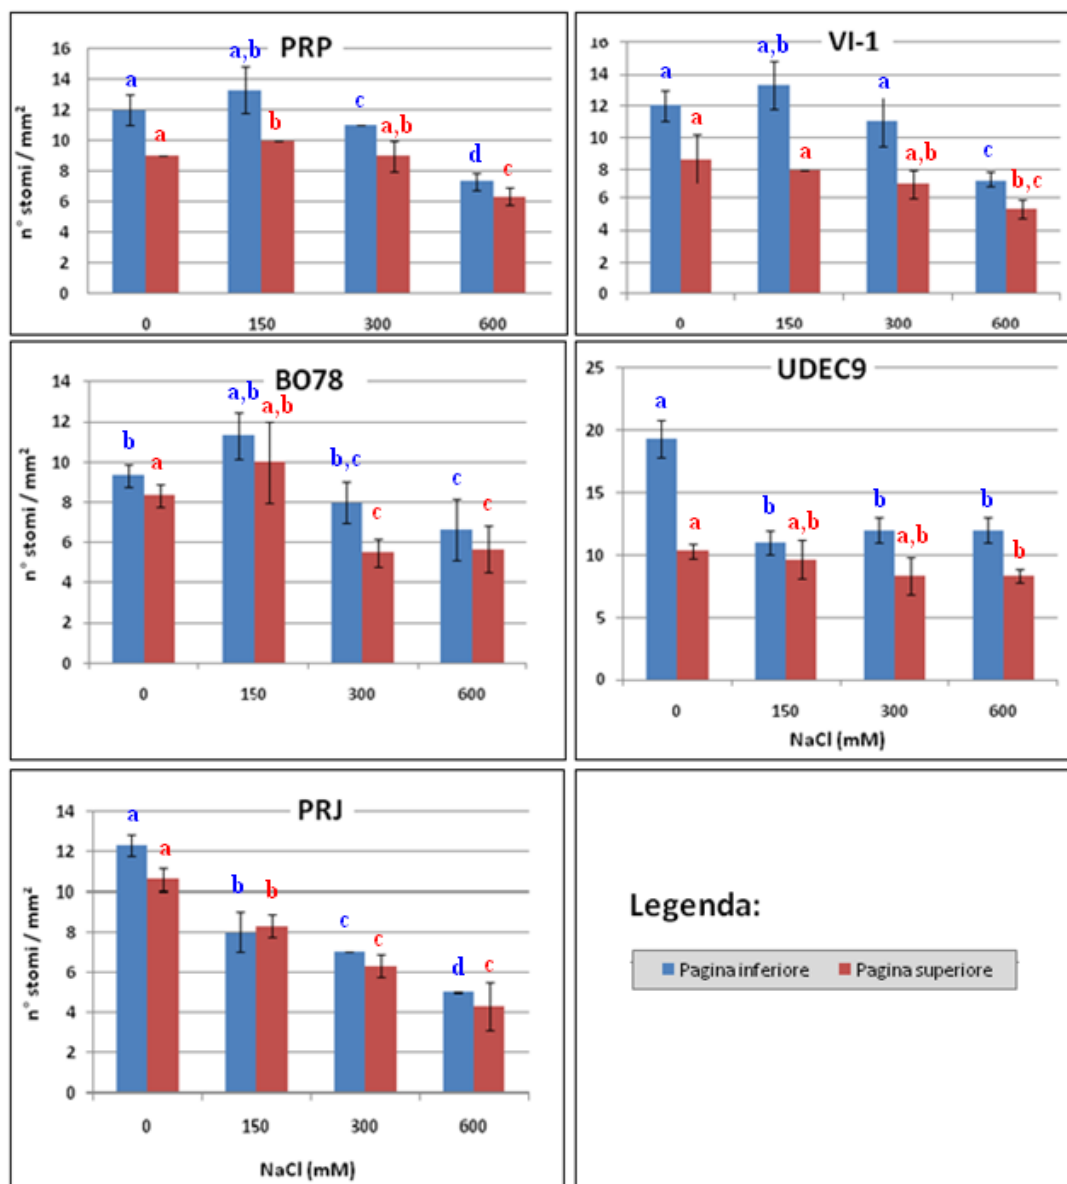 PRP
n° stomi / mm²
16
14
12
10
8
6
4
2
0
a
a
a,b
b
c
a,b
d
c
0 150 300 600
VI-1
16
14
12
10
8
6
4
2
0
a
a
a,b
a
a
a,b
c
b,c
0 150 300 600
BO78
n° stomi / mm²
14
12
10
8
6
4
2
0
b
a
a,b
a,b
b,c
c
c
c
0 150 300 600
UDEC9
25
20
15
10
5
0
a
a
b
a,b
b
a,b
b
b
0 150 300 600
NaCl (mM)
PRJ
n° stomi / mm²
14
12
10
8
6
4
2
0
a
a
b
b
c
c
d
c
0 150 300 600
NaCl (mM)
Legenda:
Pagina inferiore Pagina superiore